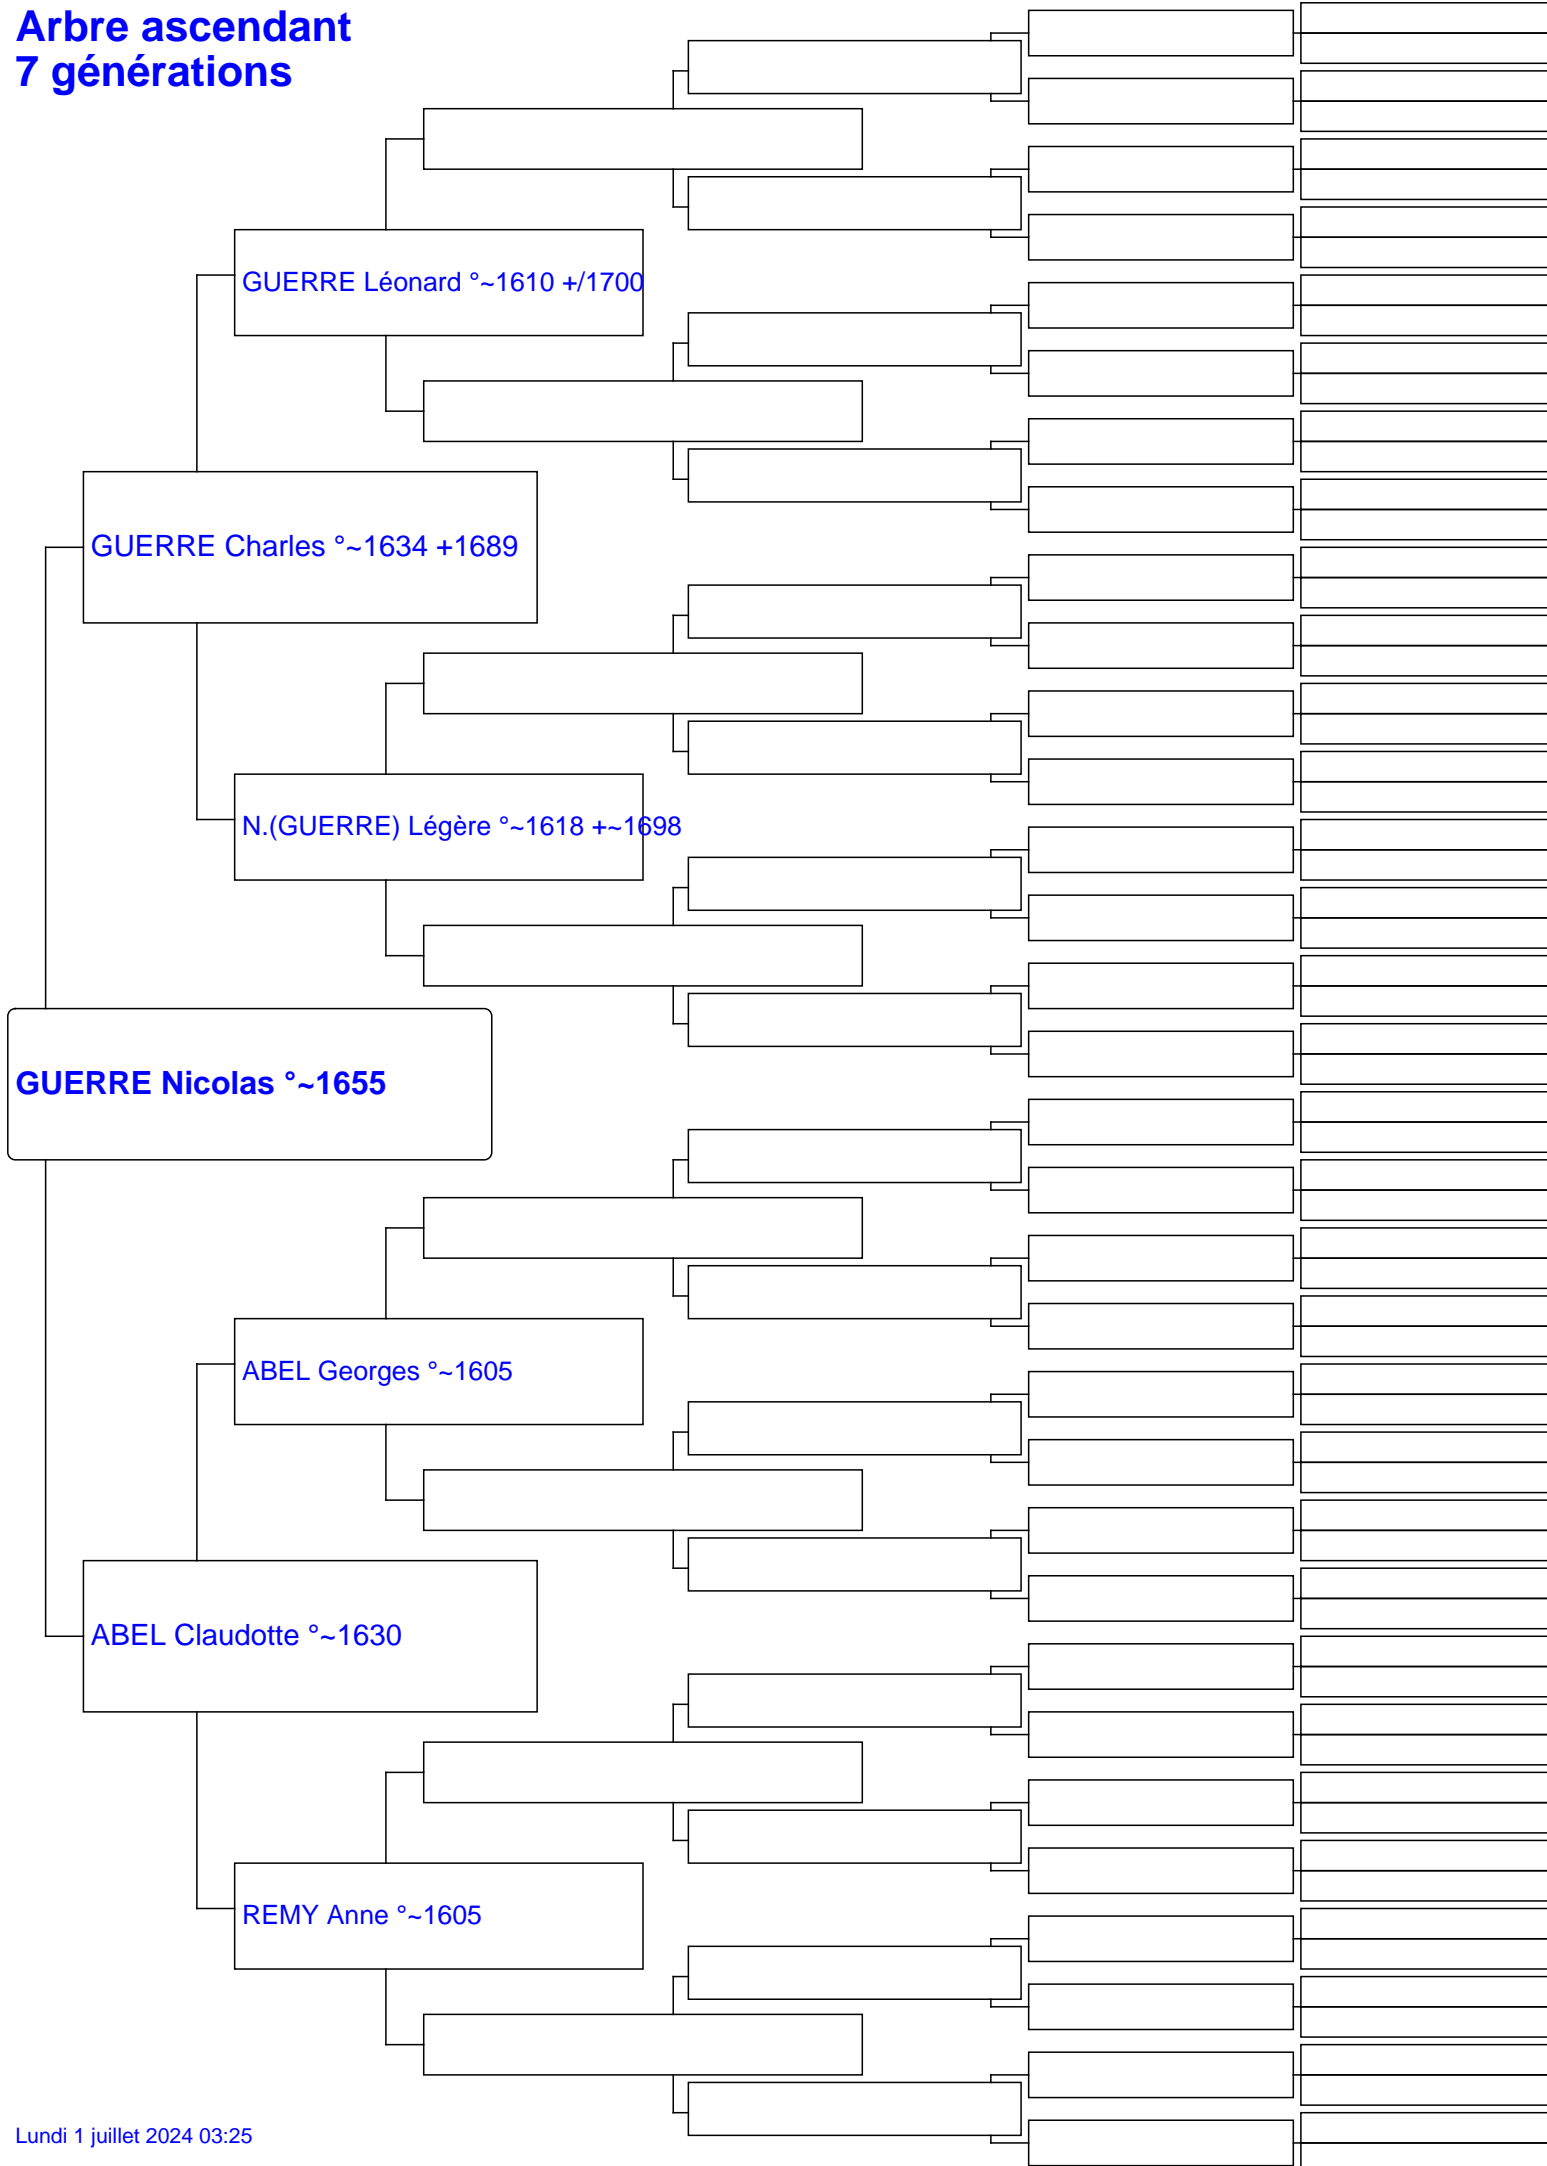 Arbre ascendant
7 générations
GUERRE Léonard °~1610 +/1700
GUERRE Charles °~1634 +1689
N.(GUERRE) Légère °~1618 +~1698
GUERRE Nicolas °~1655
ABEL Georges °~1605
ABEL Claudotte °~1630
REMY Anne °~1605
Lundi 1 juillet 2024 03:25